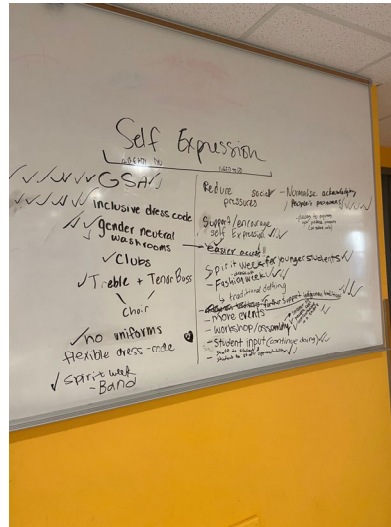 Self Expression
GSA
inclusive dress code
gender neutral
washrooms
Clubs
Treble + Tenor Bass
Choir
no uniforms
flexible dress-code
Spirit week
- Band
Reduce social
pressures
- Normalise acknowledging
people's pronouns
Support/encourage
self Expression
easier access!!
Spirit week for younger students
- Fashion week
traditional clothing
- more events
- workshop/assembly
- Student input (continue doing)